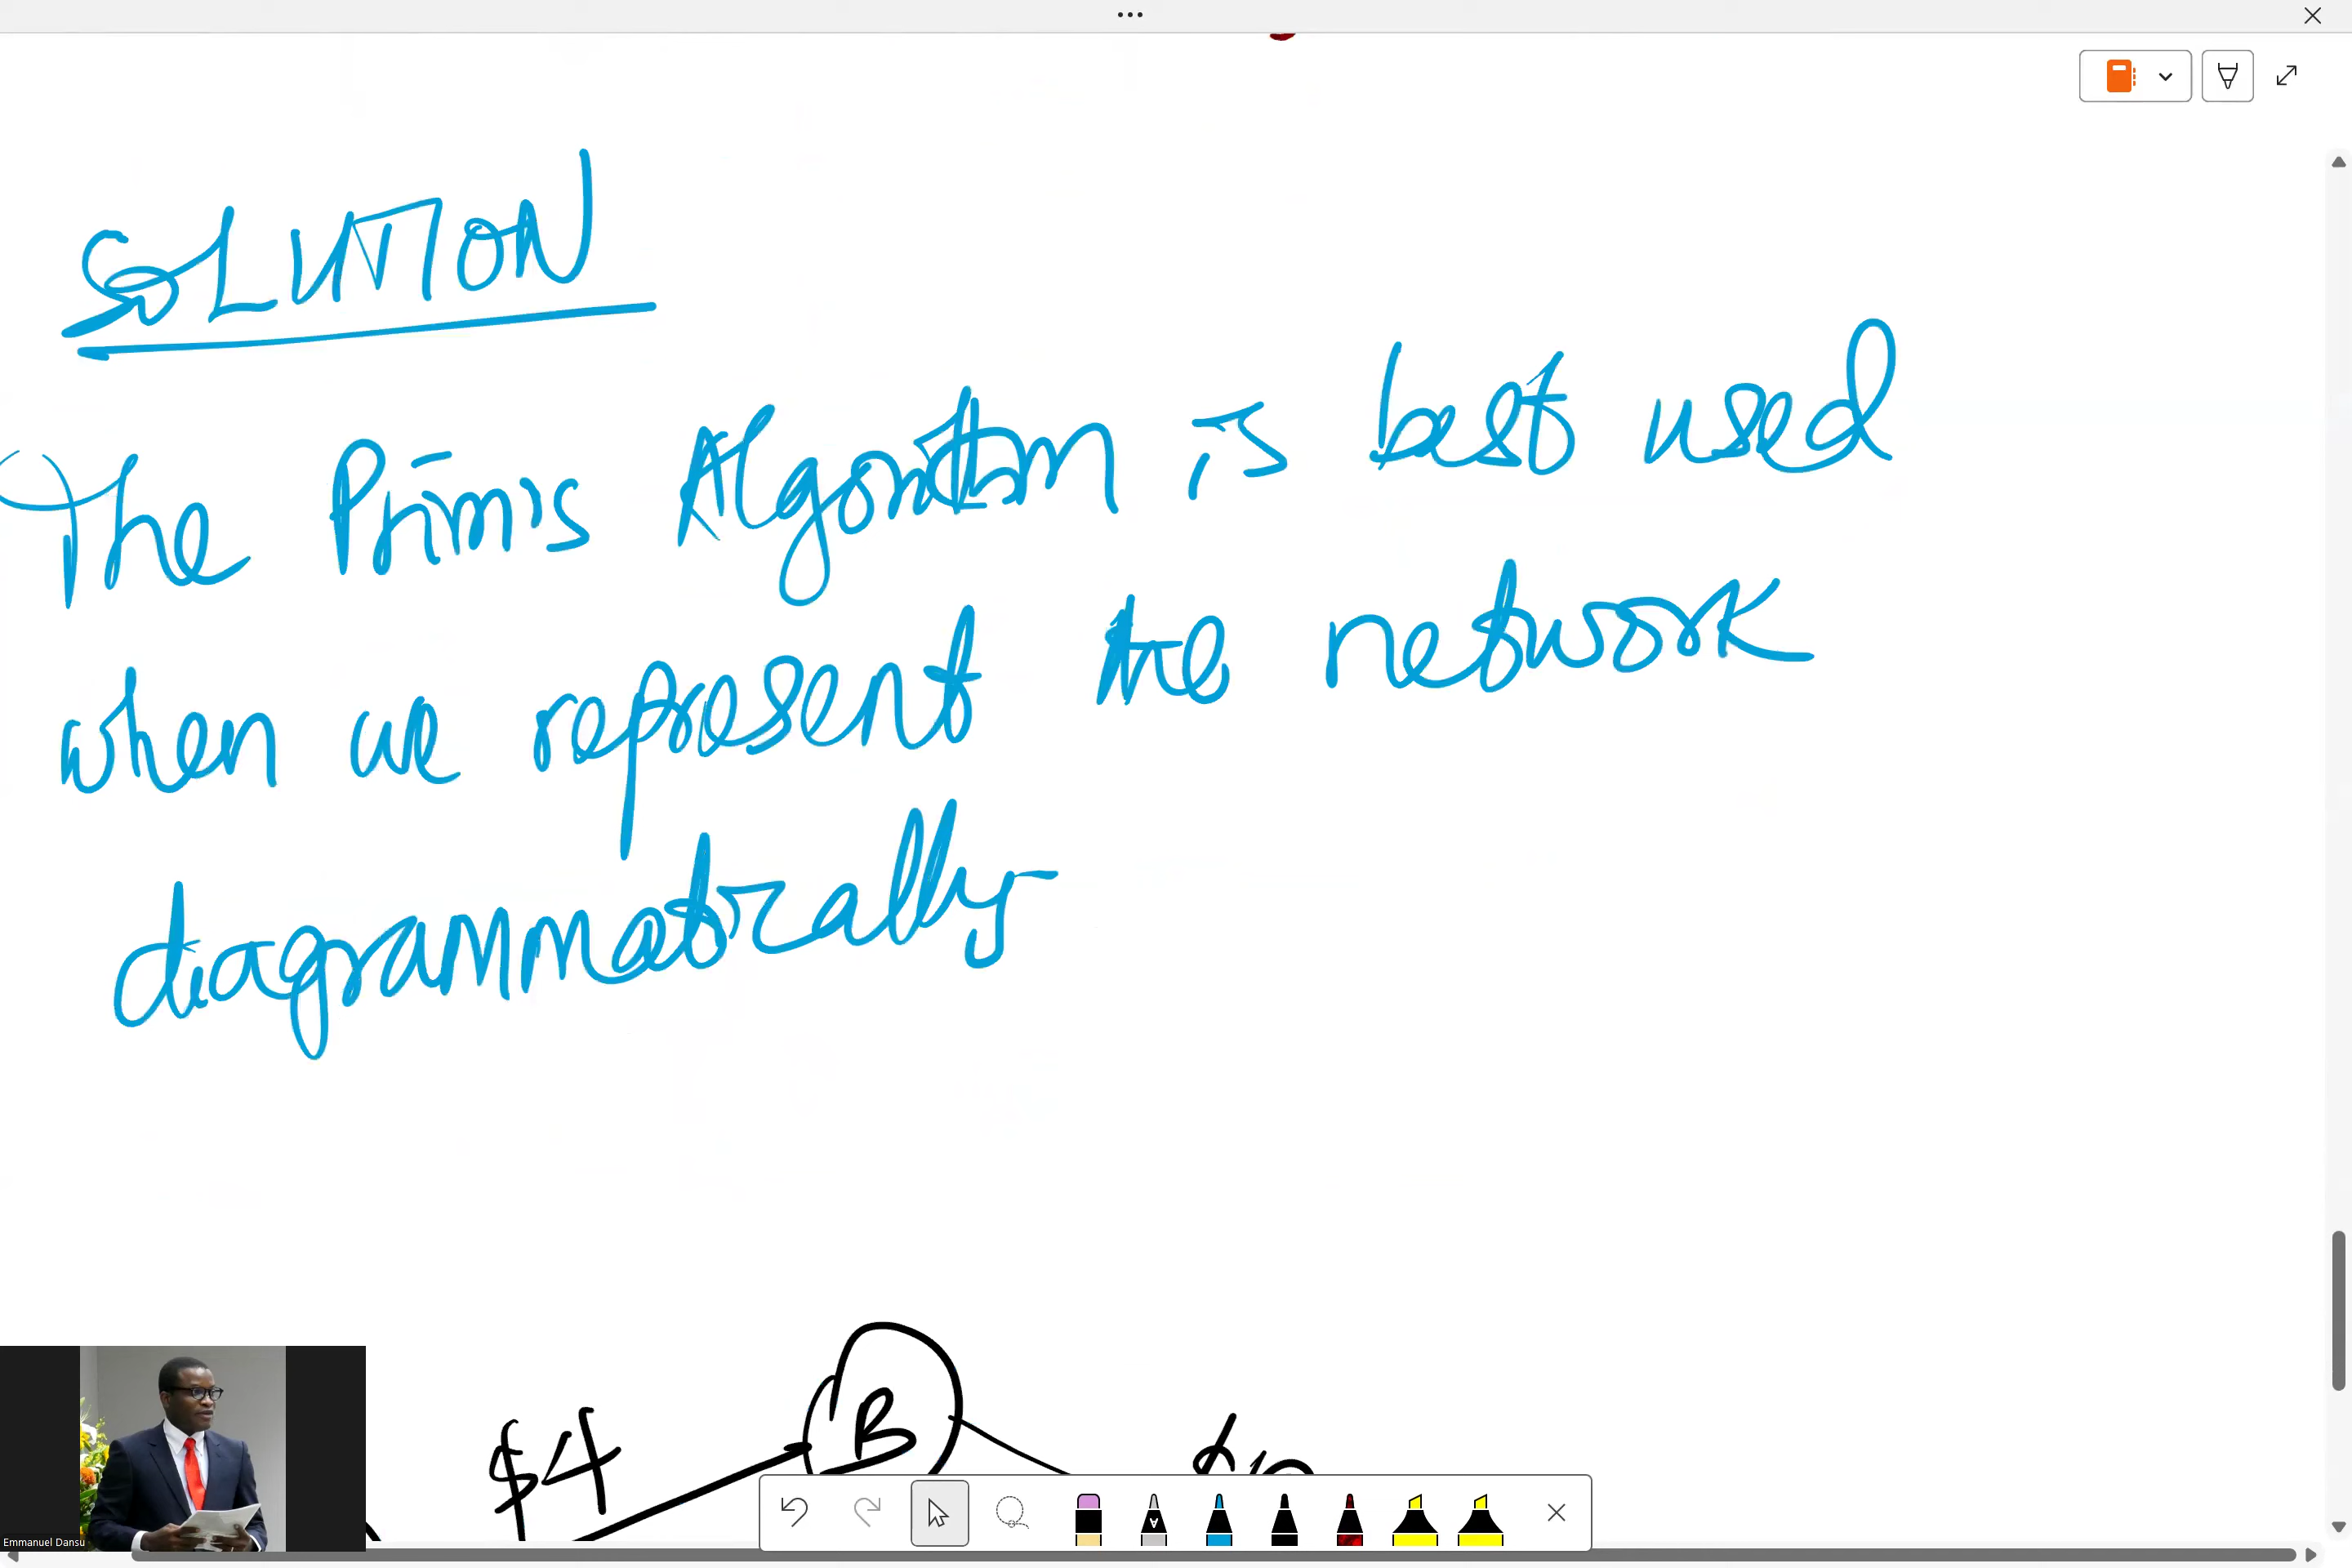 SOLUTION
The Prim's Algorithm is best used
when we represent the network
diagrammatically
B
$4
Emmanuel Dansu